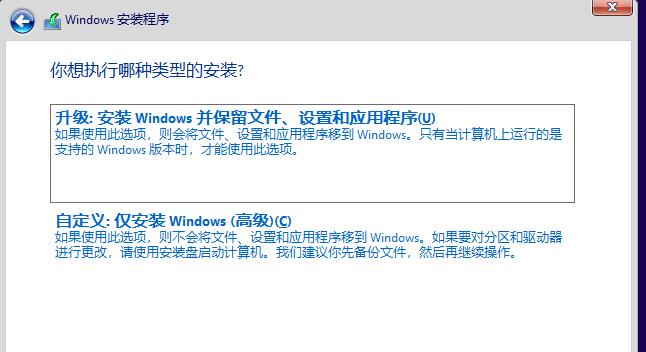 Windows 安装程序
你想执行哪种类型的安装?
升级: 安装 Windows 并保留文件、设置和应用程序(U)
如果使用此选项，则会将文件、设置和应用程序移到 Windows。只有当计算机上运行的是
支持的 Windows 版本时，才能使用此选项。
自定义: 仅安装 Windows (高级)(C)
如果使用此选项，则不会将文件、设置和应用程序移到 Windows。如果要对分区和驱动器
进行更改，请使用安装盘启动计算机。我们建议你先备份文件，然后再继续操作。